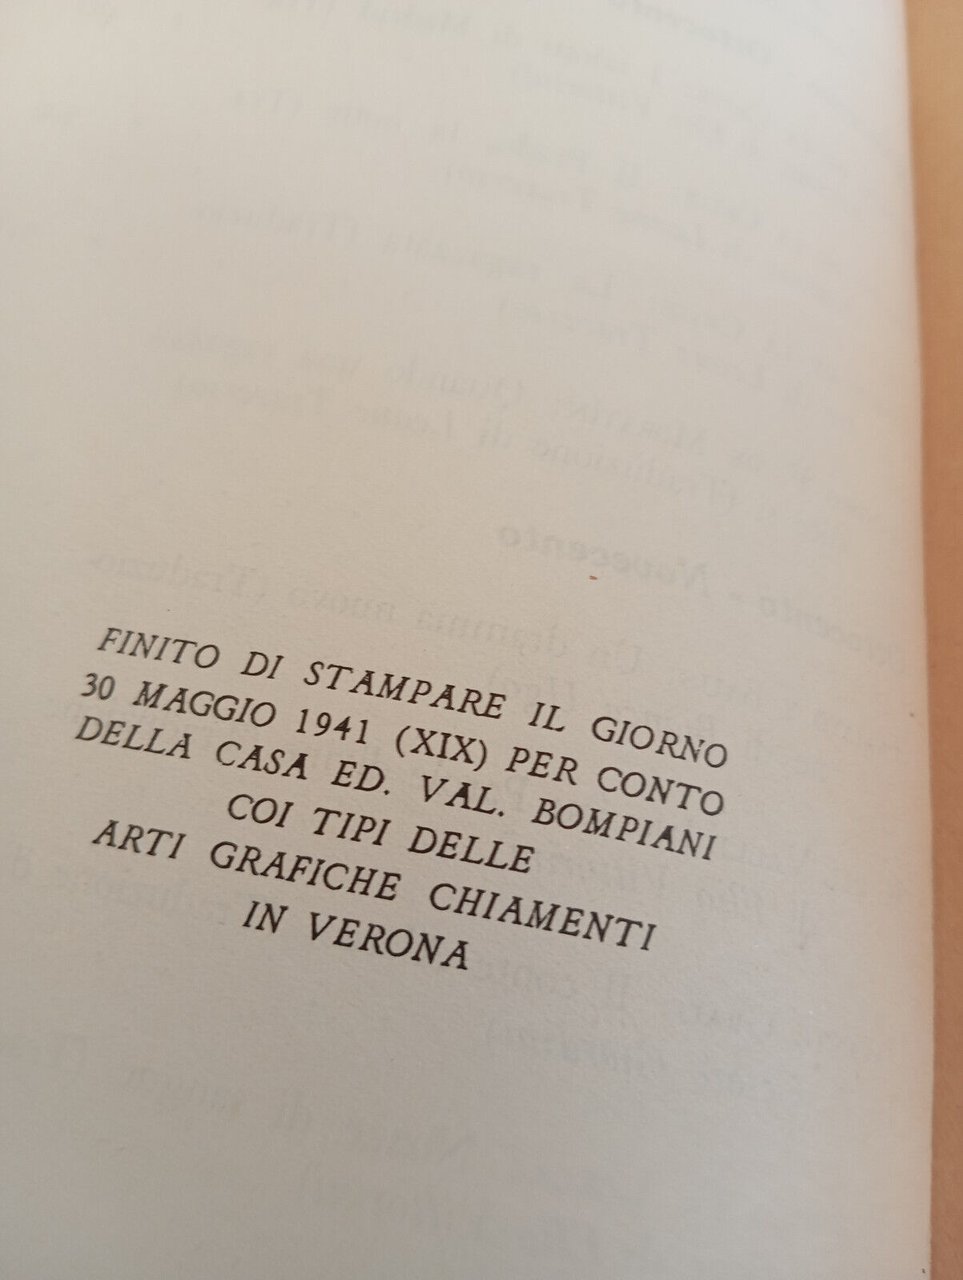 FINITO DI STAMPARE IL GIORNO
30 MAGGIO 1941 (XIX) PER CONTO
DELLA CASA ED. VAL. BOMPIANI
COI TIPI DELLE
ARTI GRAFICHE CHIAMENTI
IN VERONA